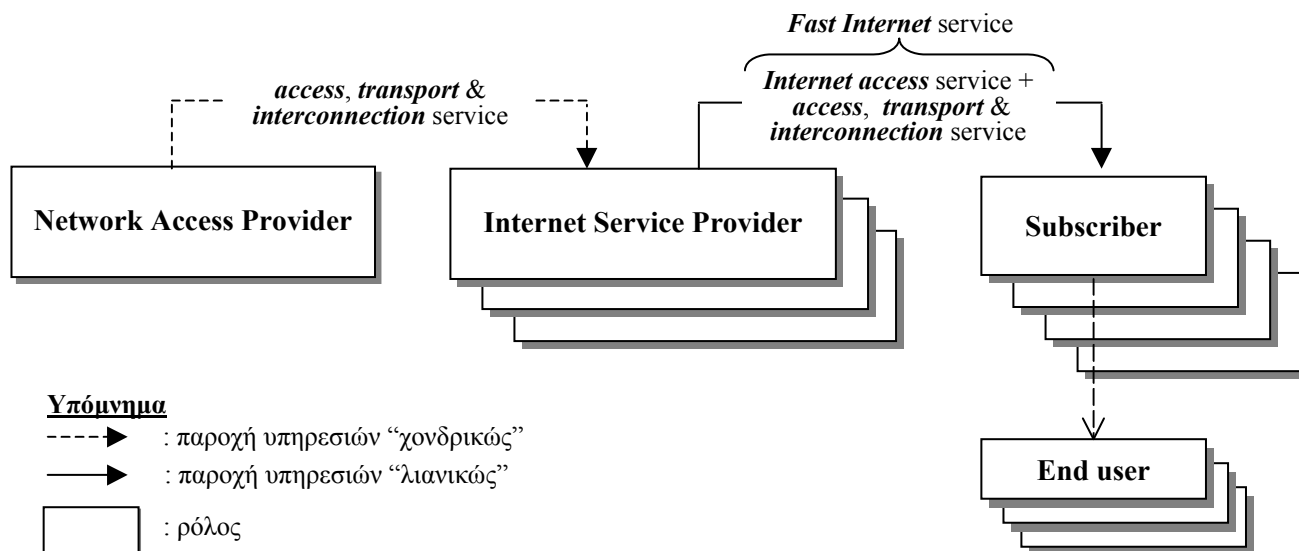 Fast Internet service
access, transport &
interconnection service
Internet access service +
access, transport &
interconnection service
Network Access Provider
Internet Service Provider
Subscriber
End user
Υπόμνημα
: παροχή υπηρεσιών “χονδρικώς”
: παροχή υπηρεσιών “λιανικώς”
: ρόλος